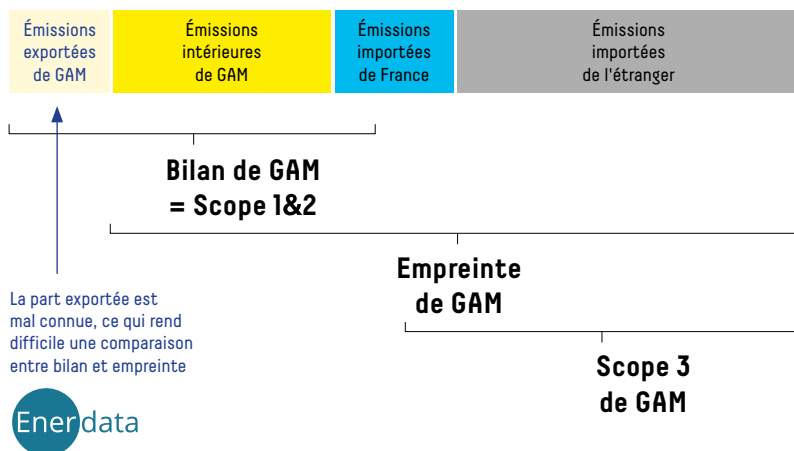 Émissions
exportées
de GAM
Émissions
intérieures
de GAM
Émissions
importées
de France
Émissions
importées
de l'étranger
Bilan de GAM
= Scope 1&2
Empreinte
de GAM
La part exportée est
mal connue, ce qui rend
difficile une comparaison
entre bilan et empreinte
Scope 3
de GAM
Enerdata